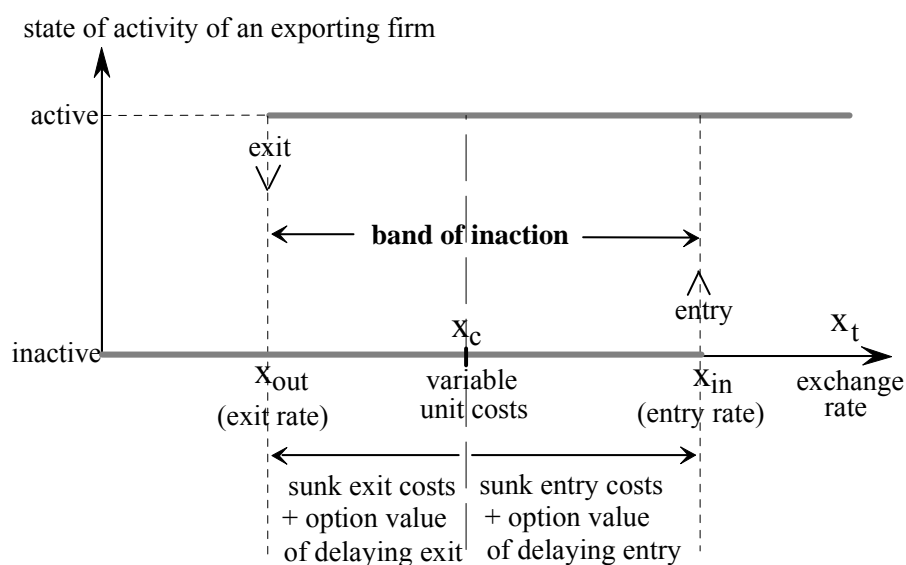 state of activity of an exporting firm
active
exit
band of inaction
entry
x_c
x_t
inactive
x_out
variable
x_in
exchange
(exit rate)
unit costs
(entry rate)
rate
sunk exit costs
+ option value
of delaying exit
sunk entry costs
+ option value
of delaying entry